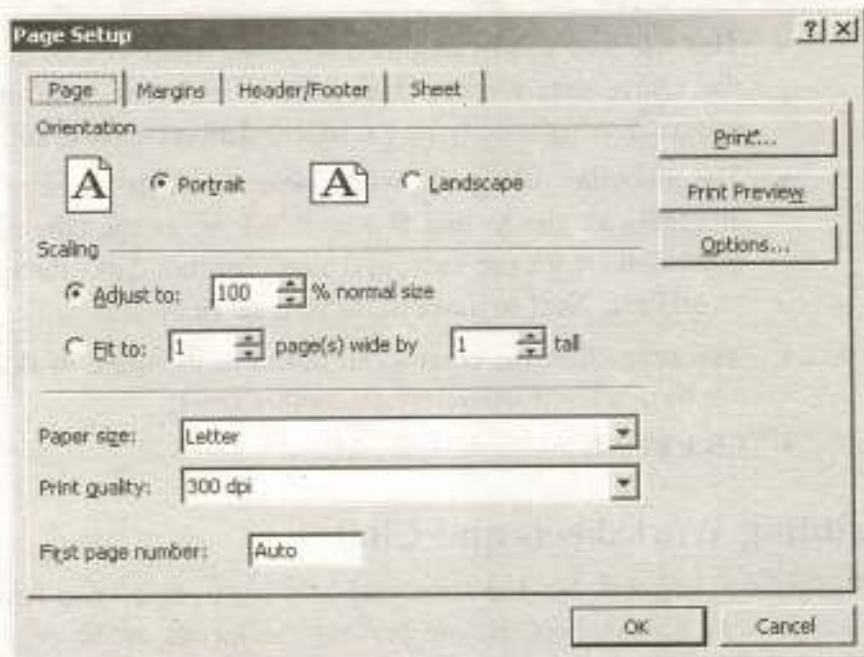 Page Setup
? X
Page Margins Header/Footer Sheet
Orientation
A Portrait A Landscape
Print...
Print Preview
Options...
Scaling
Adjust to: 100 % normal size
Fit to: 1 page(s) wide by 1 tall
Paper size: Letter
Print quality: 300 dpi
First page number: Auto
OK Cancel